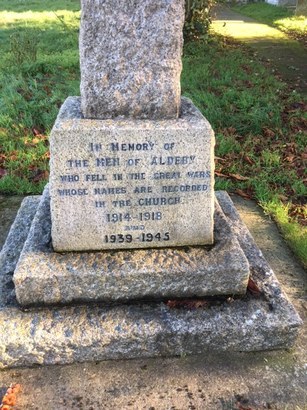 IN MEMORY OF
THE MEN OF ALDEBY
WHO FELL IN THE GREAT WARS
WHOSE NAMES ARE RECORDED
IN THE CHURCH
1914-1918
AND
1939-1945